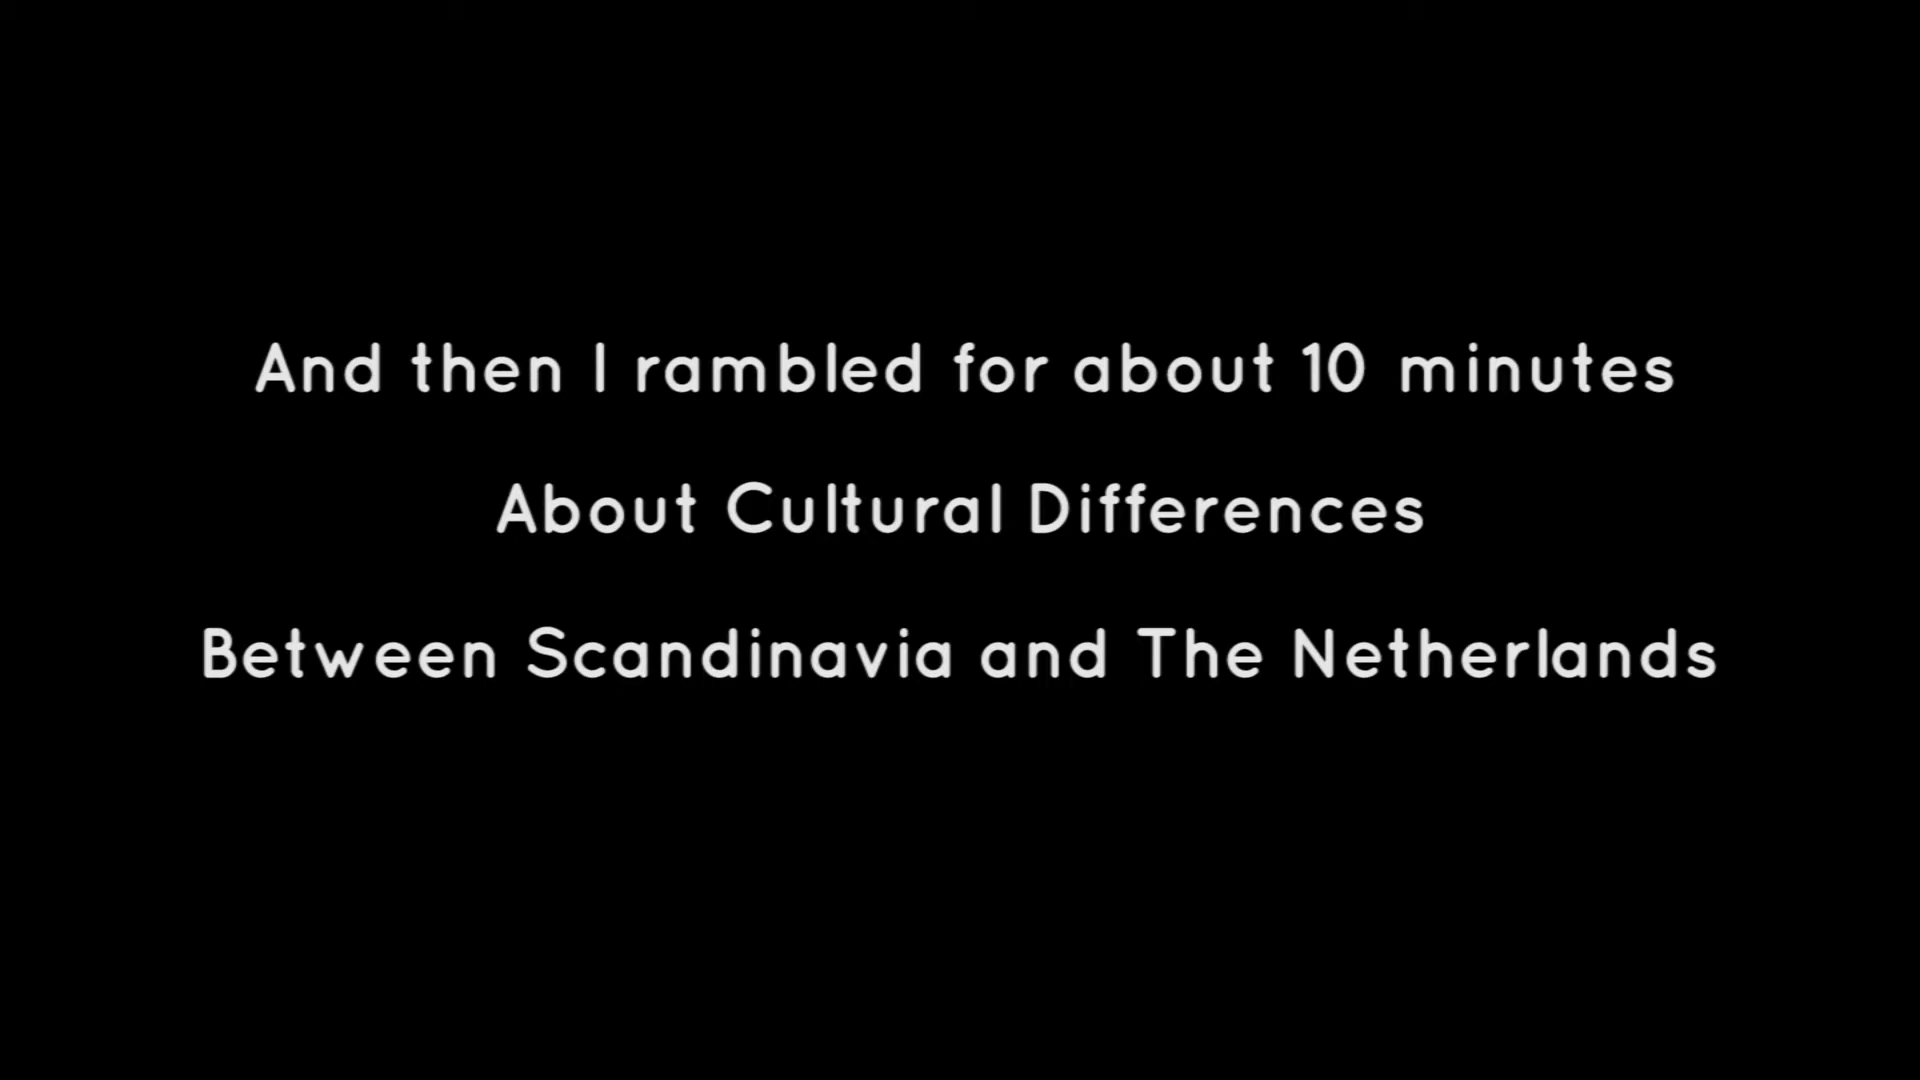 And then I rambled for about 10 minutes
About Cultural Differences
Between Scandinavia and The Netherlands